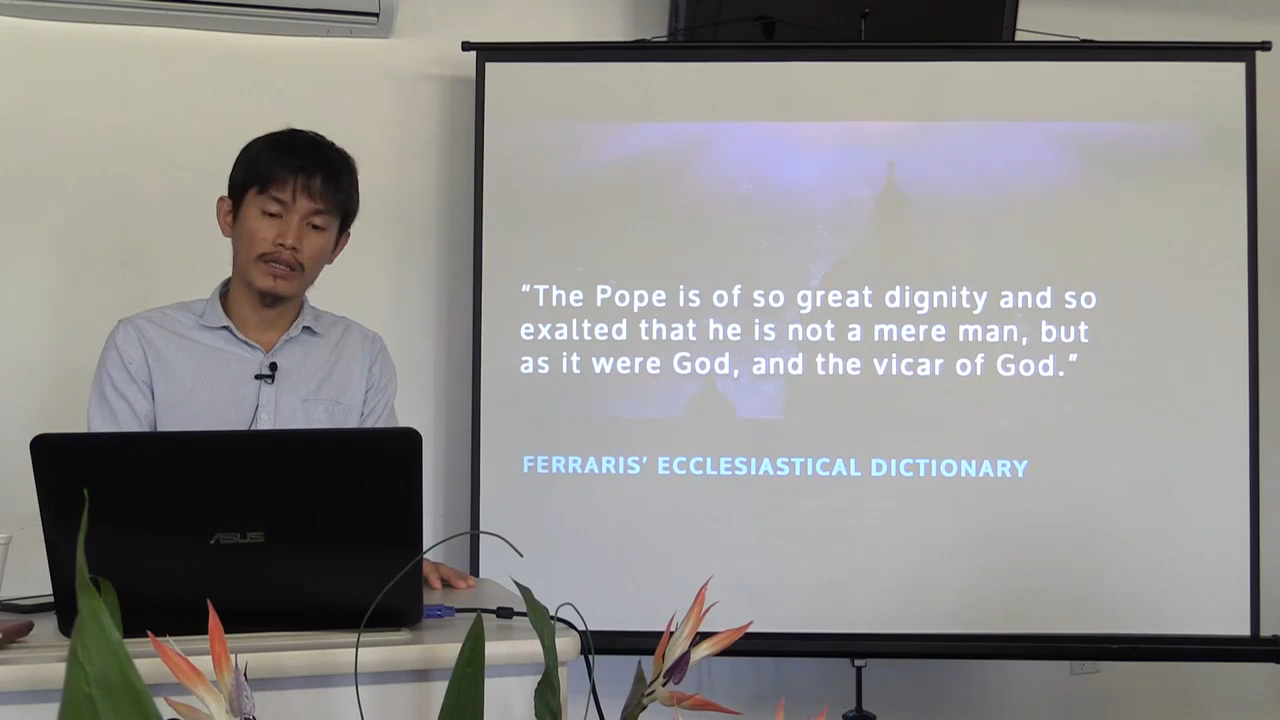 “The Pope is of so great dignity and so
exalted that he is not a mere man, but
as it were God, and the vicar of God.”
FERRARIS’ ECCLESIASTICAL DICTIONARY
ASUS